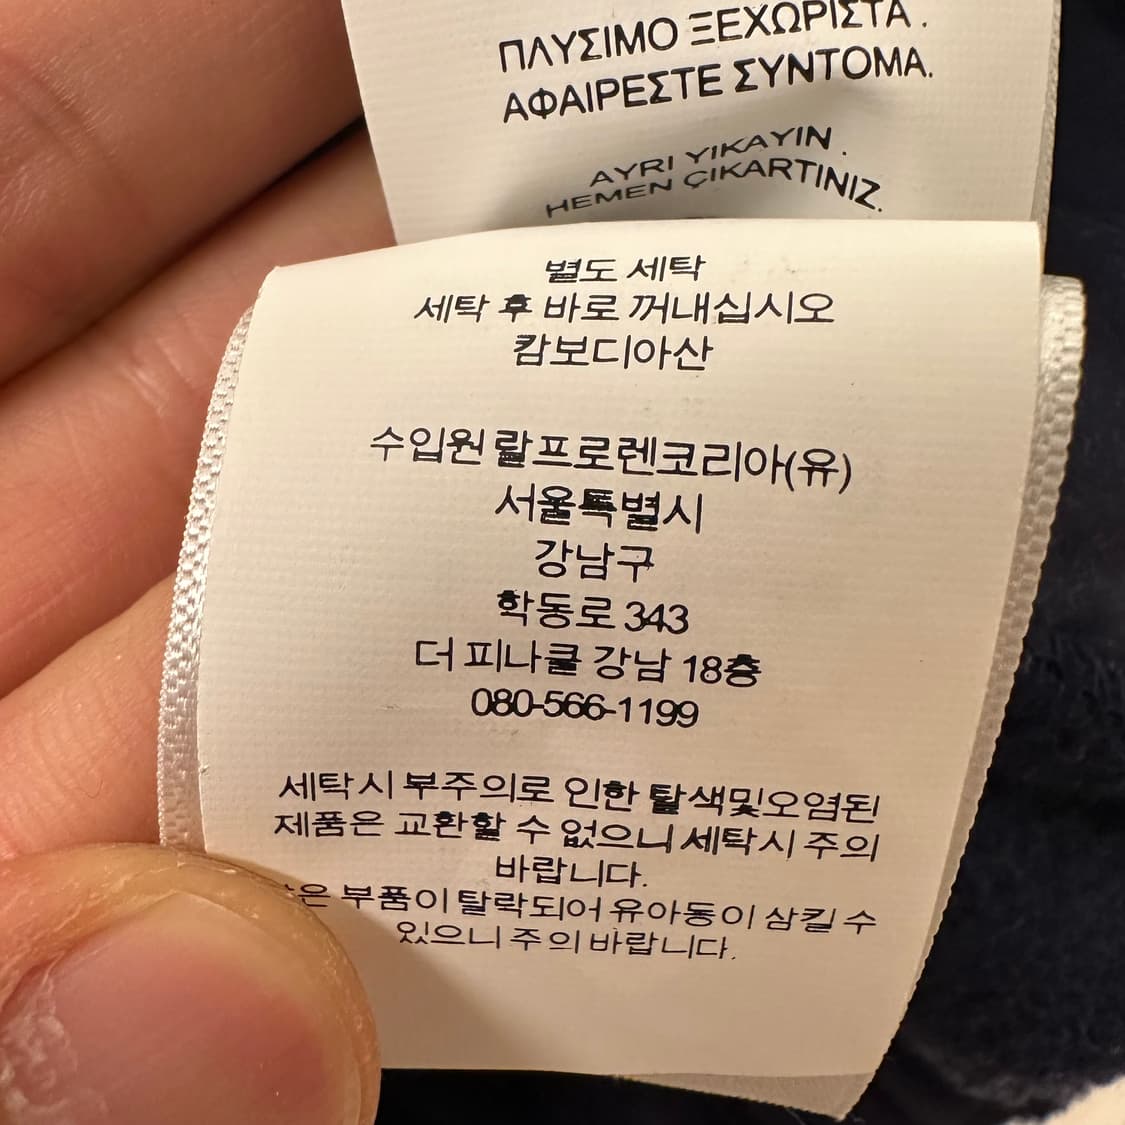 ΠΛΥΣΙΜΟ ΞΕΧΩΡΙΣΤΑ .
ΑΦΑΙΡΕΣΤΕ ΣΥΝΤΟΜΑ.
AYRI YIKAYIN .
HEMEN ÇIKARTINIZ.
별도 세탁
세탁 후 바로 꺼내십시오
캄보디아산
수입원 랄프로렌코리아(유)
서울특별시
강남구
학동로 343
더 피나클 강남 18층
080-566-1199
세탁시 부주의로 인한 탈색및오염된
제품은 교환할 수 없으니 세탁시 주의
바랍니다.
부품이 탈락되어 유아동이 삼킬 수
있으니 주의 바랍니다.